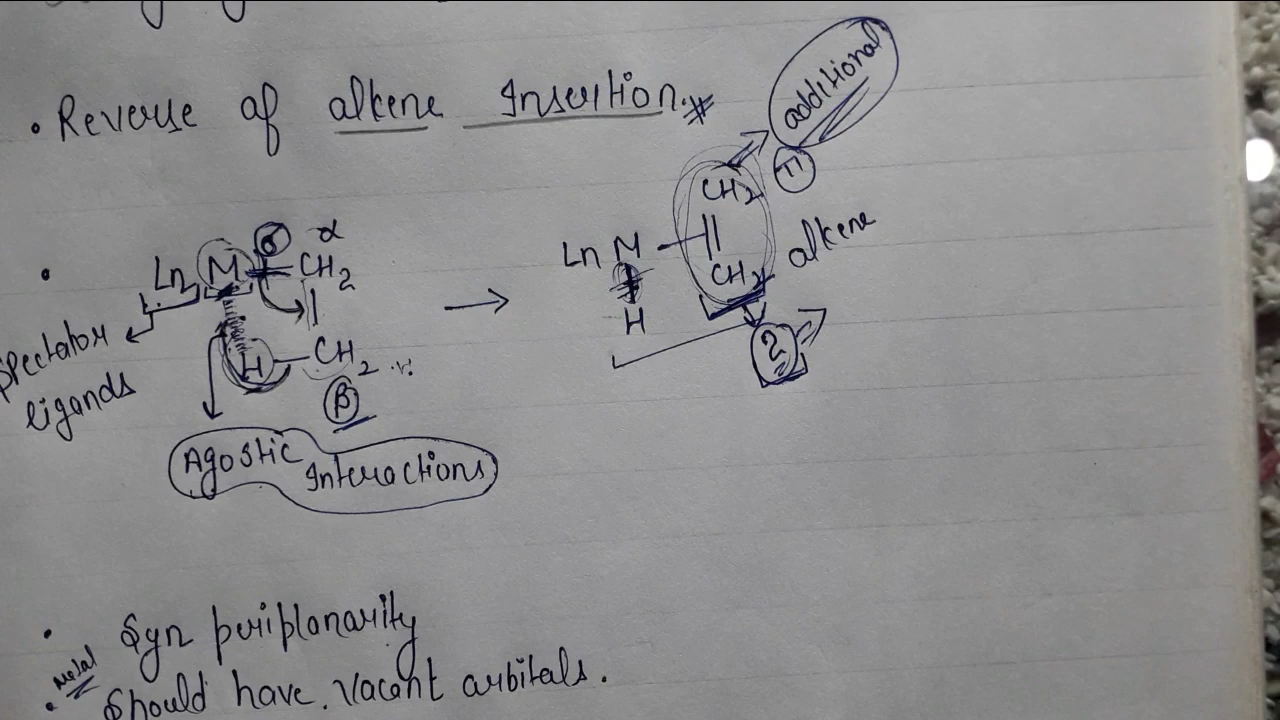 • Reverse of alkene Insertion.*
additional
π
σ α
Ln M CH2
H CH2
β
Ln M CH2
CH2
H
alkene
2
Spectator
ligands
Agostic Interactions
• Syn periplanarity
Metal
• Should have vacant orbitals.